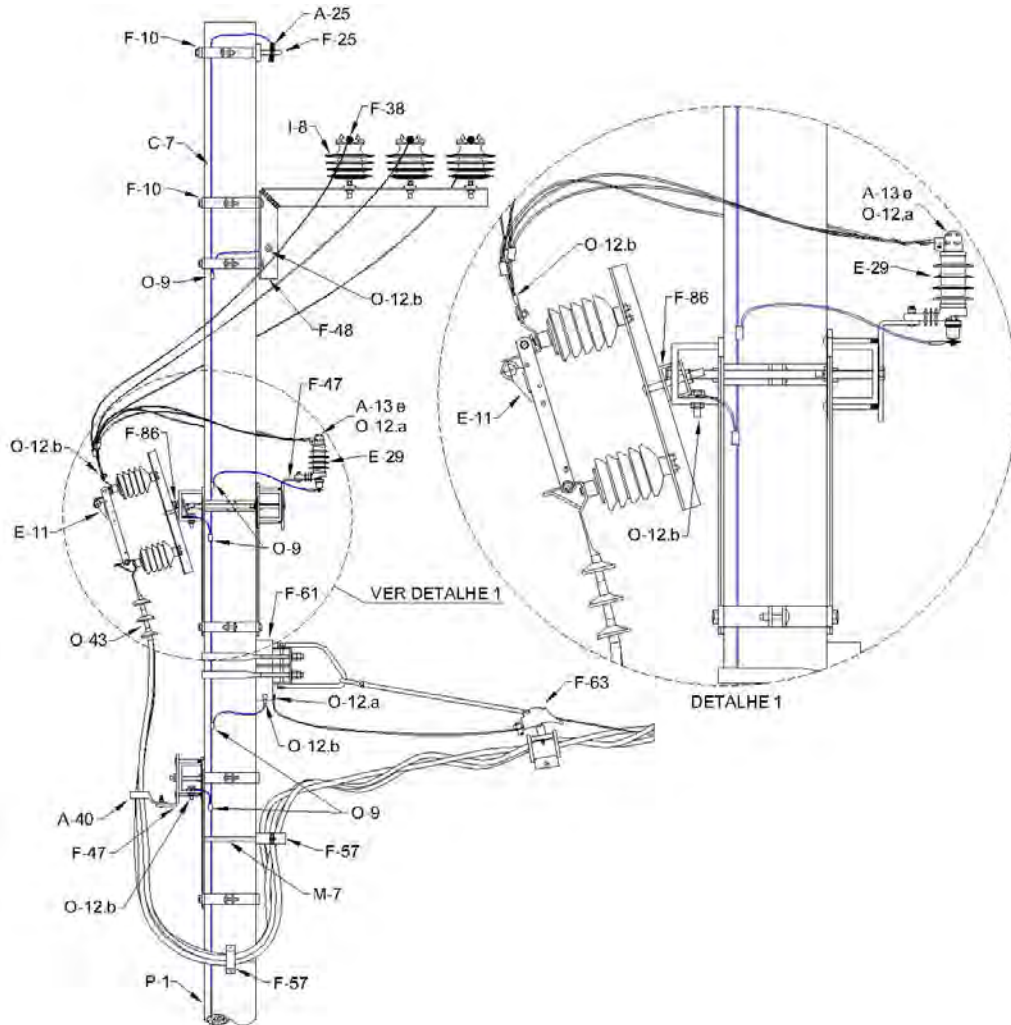 A-25
F-10
F-25
F-38
I-8
C-7
F-10
O-9
O-12.b
F-48
F-47
A-13 e
O-12.a
O-12.b
F-86
E-29
E-11
O-9
F-61
VER DETALHE 1
O-43
F-63
O-12.a
O-12.b
A-40
O-9
F-47
F-57
M-7
O-12.b
P-1
F-57
A-13 e
O-12.a
O-12.b
E-29
F-86
E-11
O-12.b
DETALHE 1